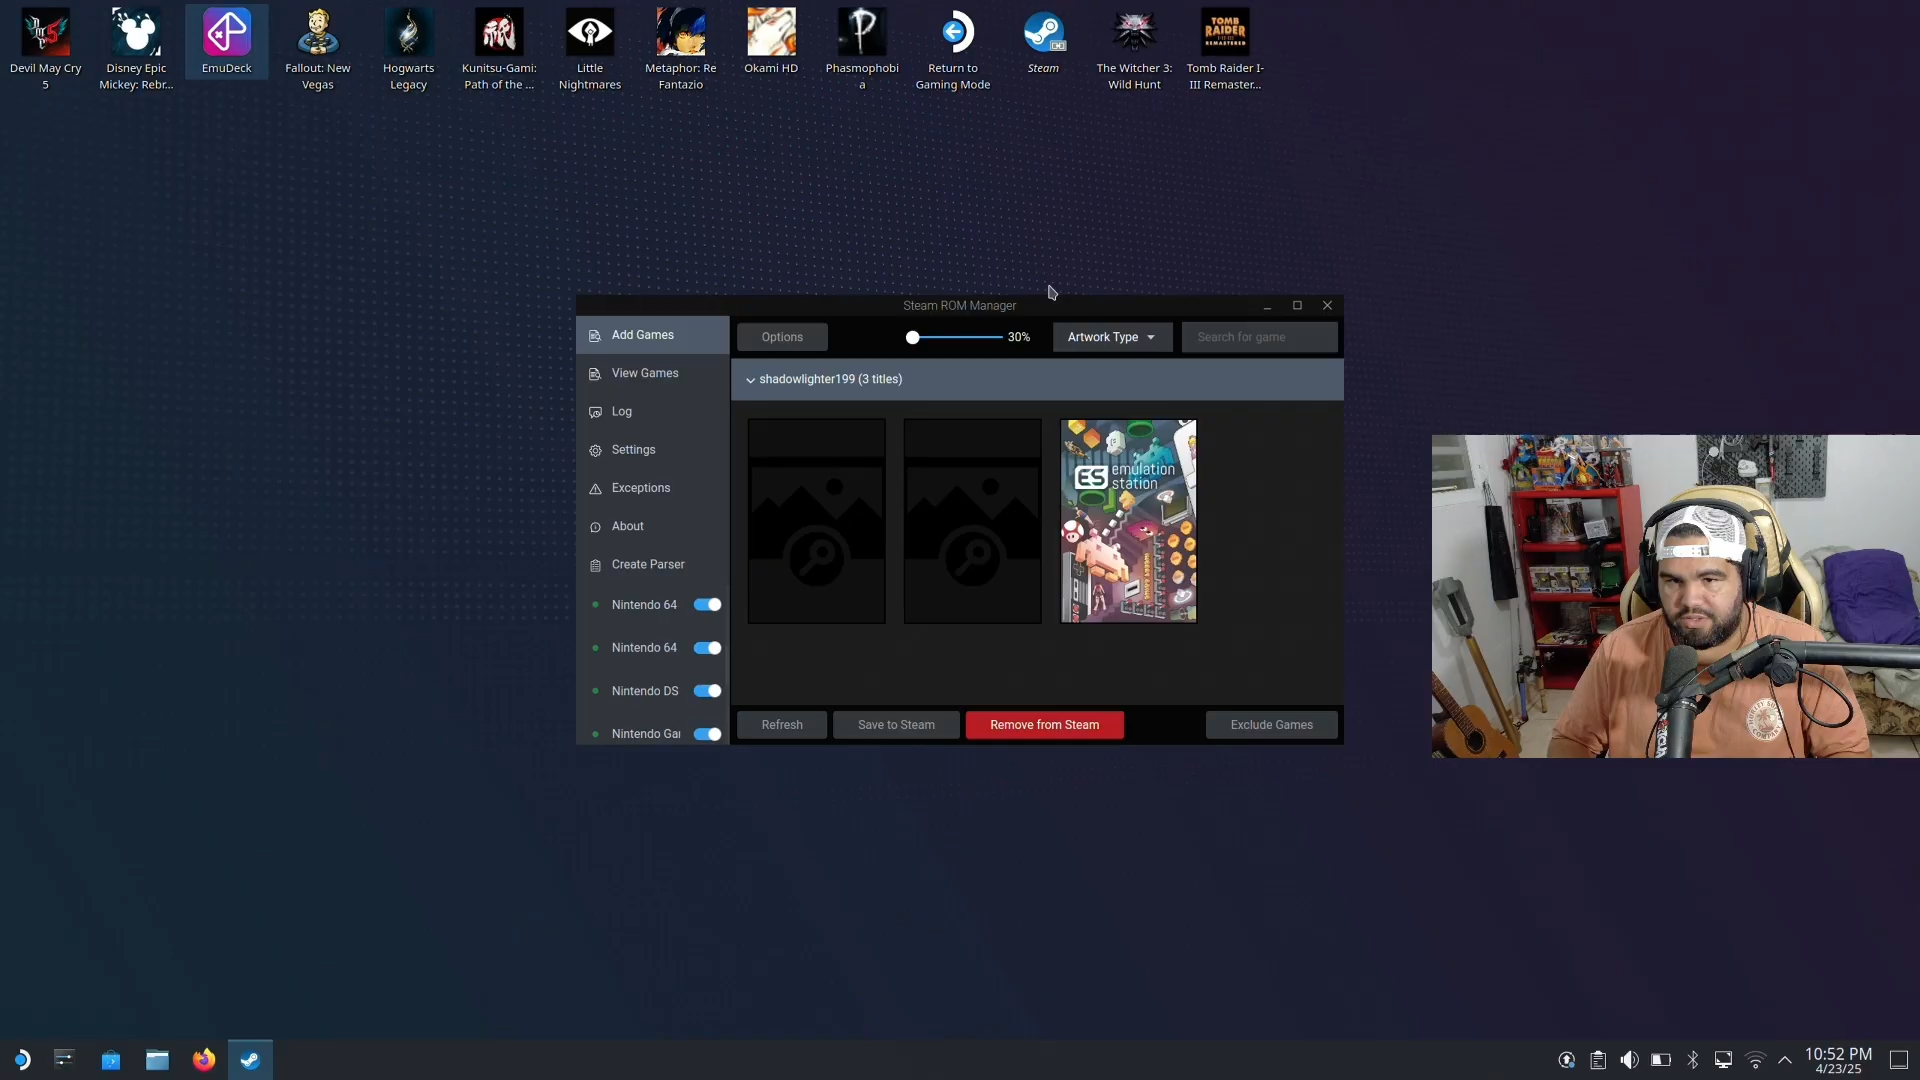 Devil May Cry
5
Disney Epic
Mickey: Rebr...
EmuDeck
Fallout: New
Vegas
Hogwarts
Legacy
Kunitsu-Gami:
Path of the ...
Little
Nightmares
Metaphor: Re
Fantazio
Okami HD
Phasmophobi
a
Return to
Gaming Mode
Steam
The Witcher 3:
Wild Hunt
TOMB
RAIDER
REMASTERED
Tomb Raider I-
III Remaster...
Steam ROM Manager
Add Games
View Games
Log
Settings
Exceptions
About
Create Parser
Nintendo 64
Nintendo 64
Nintendo DS
Nintendo Gai
Options
30%
Artwork Type
Search for game
shadowlighter199 (3 titles)
ES emulation
station
Refresh
Save to Steam
Remove from Steam
Exclude Games
10:52 PM
4/23/25